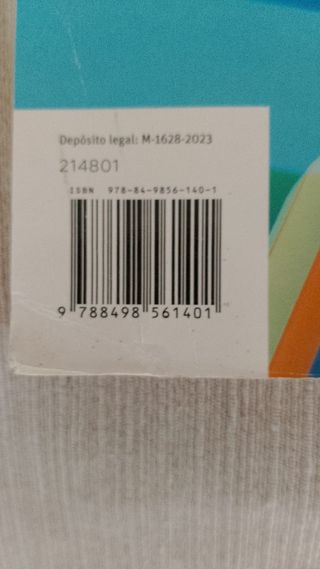 Depósito legal: M-1628-2023
214801
ISBN 978-84-9856-140-1
9 788498 561401